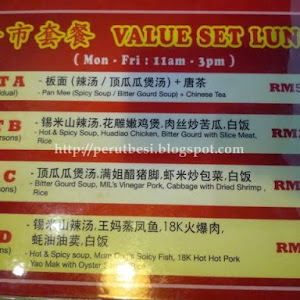 市套餐 VALUE SET LUN
( Mon - Fri : 11am - 3pm )
T A
- 板面 (辣汤 / 顶瓜瓜煲汤) + 唐茶
RM
- Pan Mee (Spicy Soup / Bitter Gourd Soup) + Chinese Tea
T B
- 锡米山辣汤,花雕嫩鸡煲,肉丝炒苦瓜,白饭
RM
- Hot & Spicy Soup, Huadiao Chicken, Bitter Gourd with Slice Meat,
Rice
http://perutbesi.blogspot.com
C
- 顶瓜瓜煲汤,满姐醋猪脚,虾米炒包菜,白饭
RM
- Bitter Gourd Soup, MIL's Vinegar Pork, Cabbage with Dried Shrimp,
Rice
D
- 锡米山辣汤,王妈蒸凤鱼,18K火爆肉,
蚝油油麦,白饭
RM
- Hot & Spicy soup, Mum Spicy Fish, 18K Hot Hot Pork
Yao Mak with Oyster